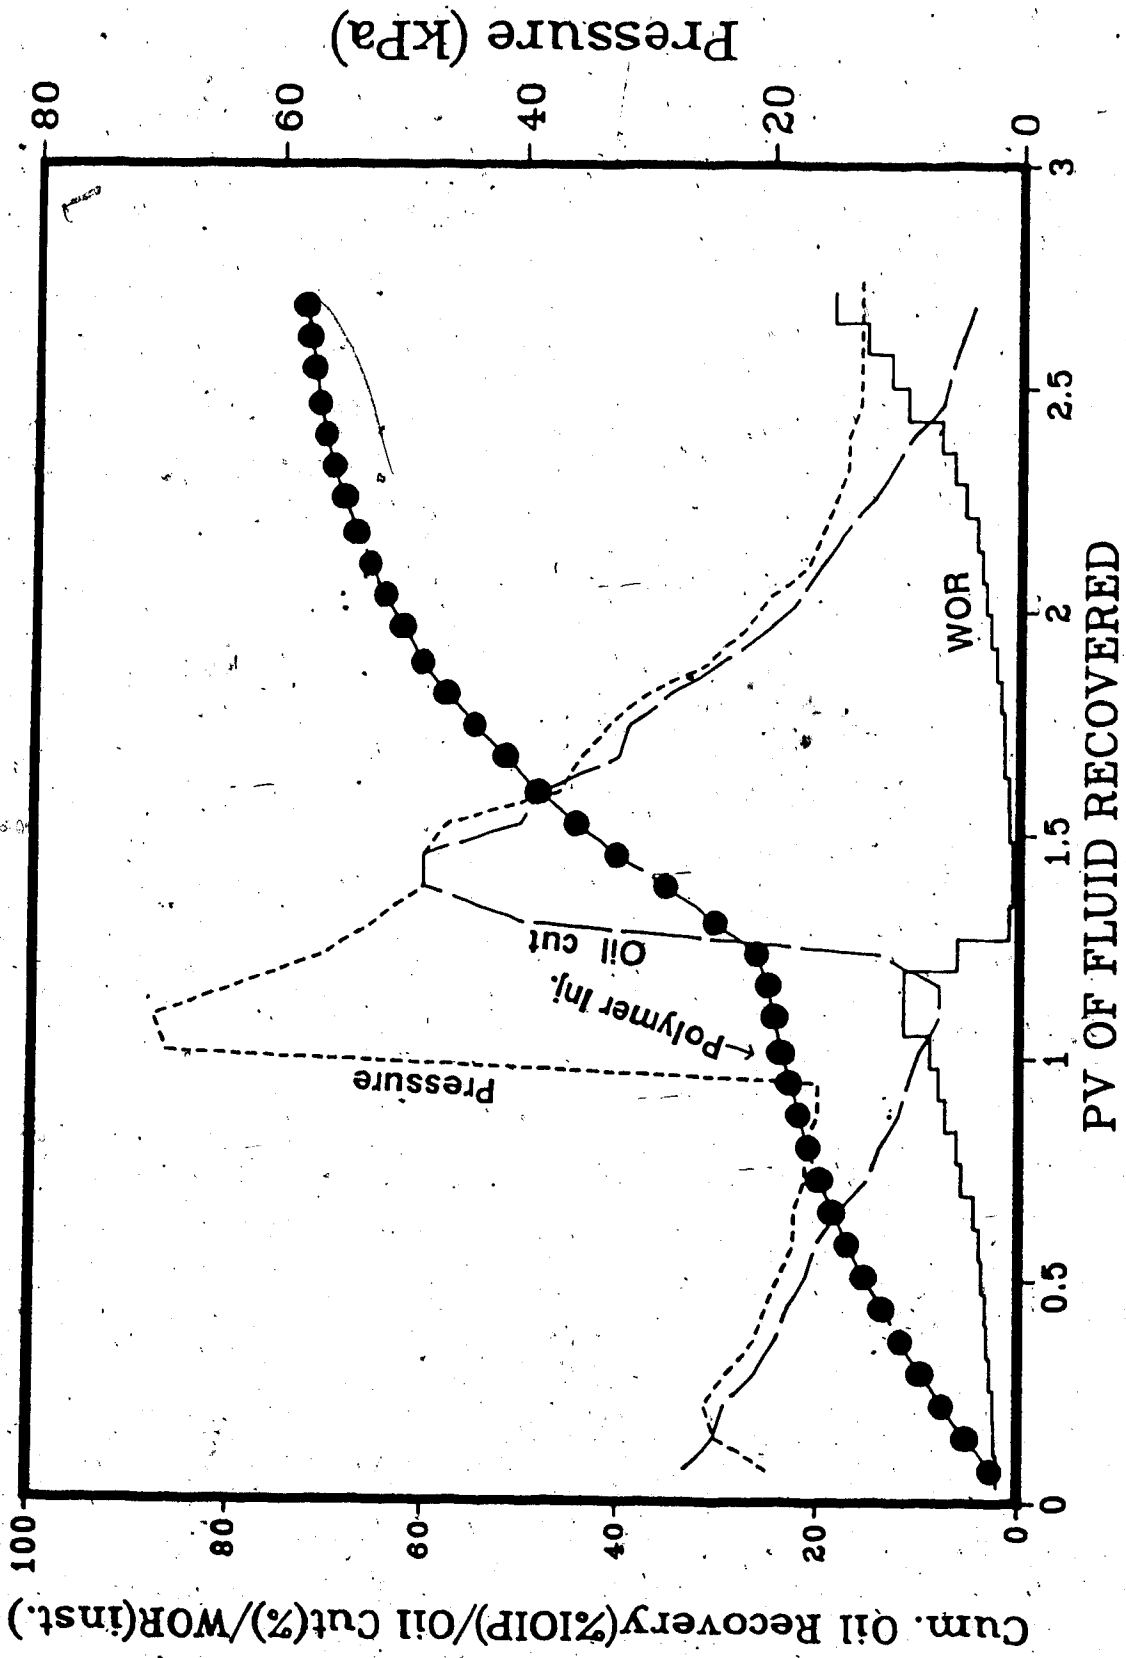 Cum. Oil Recovery(%IOIP)/Oil Cut(%)/WOR(inst.)
100
80
60
40
20
0
Pressure
Polymer Inj.
Oil cut
WOR
0
0.5
1
1.5
2
2.5
3
PV OF FLUID RECOVERED
80
60
40
20
0
Pressure (kPa)